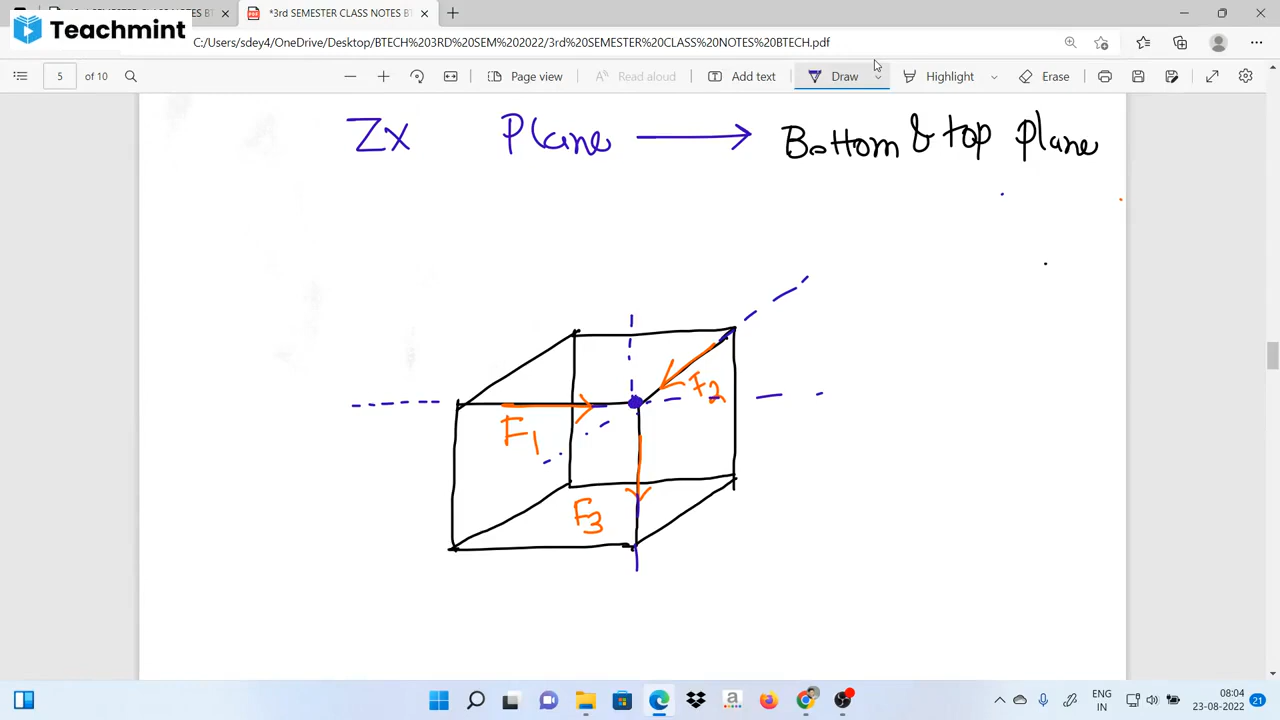 *3rd SEMESTER CLASS NOTES BT
Teachmint
C:/Users/sdey4/OneDrive/Desktop/BTECH%203RD%20SEM%202022/3rd%20SEMESTER%20CLASS%20NOTES%20BTECH.pdf
5 of 10 Page view Read aloud Add text Draw Highlight Erase
ZX Plane Bottom & top plane
F2
F1
F3
ENG
IN
08:04
23-08-2022
21